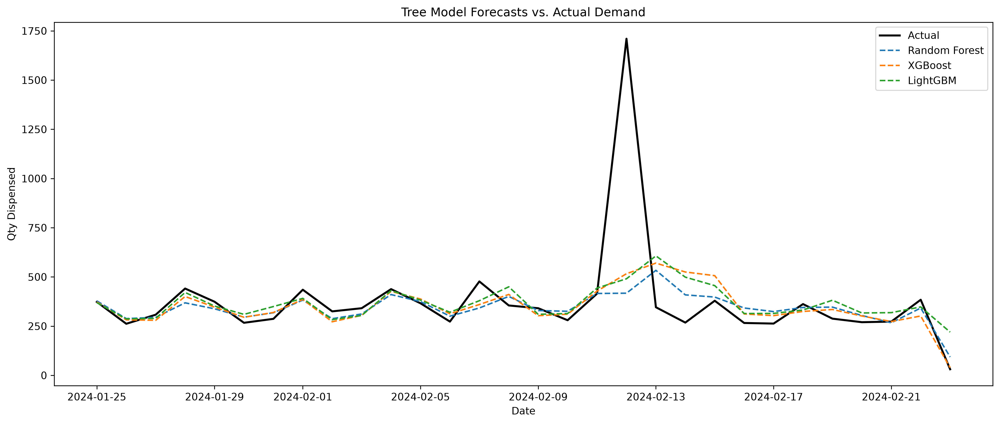 Tree Model Forecasts vs. Actual Demand
1750
1500
1250
1000
750
500
250
0
Qty Dispensed
Actual
Random Forest
XGBoost
LightGBM
2024-01-25
2024-01-29
2024-02-01
2024-02-05
2024-02-09
2024-02-13
2024-02-17
2024-02-21
Date